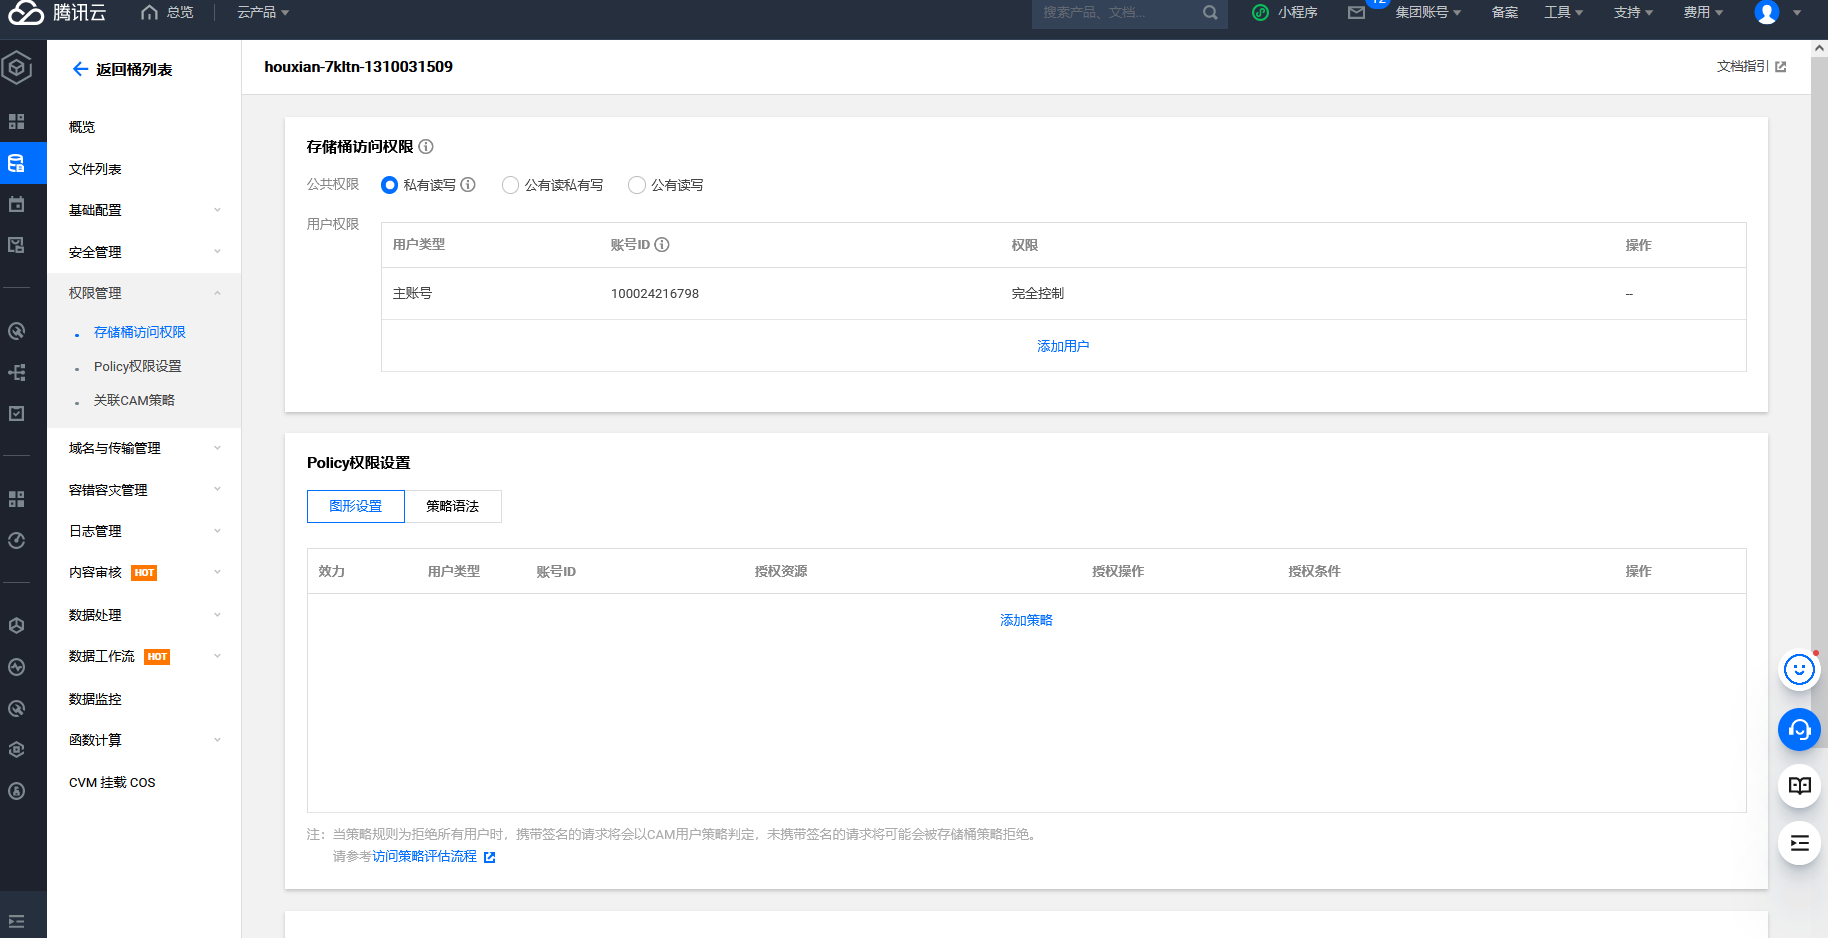 腾讯云
总览
云产品
搜索产品、文档...
小程序
12
集团账号
备案
工具
支持
费用
返回桶列表
houxian-7kltn-1310031509
文档指引
概览
文件列表
基础配置
安全管理
权限管理
存储桶访问权限
Policy权限设置
关联CAM策略
域名与传输管理
容错容灾管理
日志管理
内容审核 HOT
数据处理
数据工作流 HOT
数据监控
函数计算
CVM 挂载 COS
存储桶访问权限
公共权限 私有读写 公有读私有写 公有读写
用户权限
用户类型 账号ID 权限 操作
主账号 100024216798 完全控制 --
添加用户
Policy权限设置
图形设置 策略语法
效力 用户类型 账号ID 授权资源 授权操作 授权条件 操作
添加策略
注：当策略规则为拒绝所有用户时，携带签名的请求将会以CAM用户策略判定，未携带签名的请求将可能会被存储桶策略拒绝。
请参考访问策略评估流程